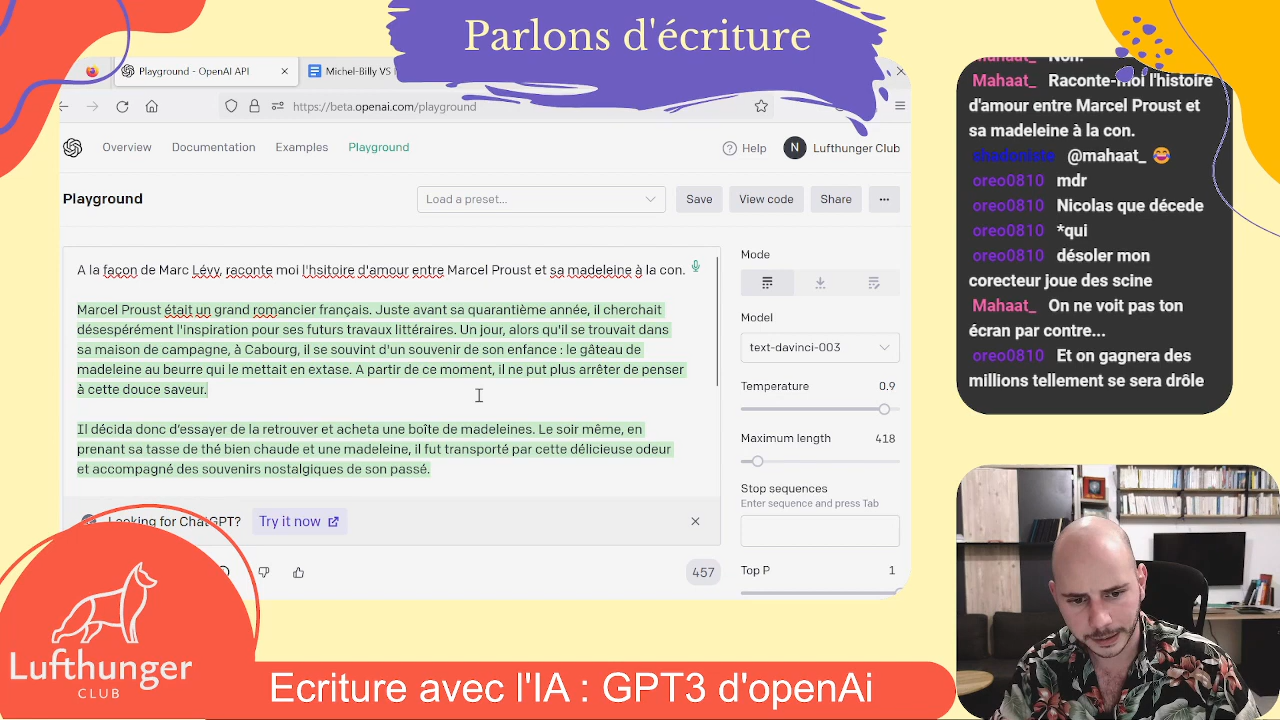 Parlons d'écriture
Playground - OpenAI API
Michel-Billy VS
https://beta.openai.com/playground
Overview
Documentation
Examples
Playground
Help
N
Lufthunger Club
Playground
Load a preset...
Save
View code
Share
...
A la façon de Marc Lévy, raconte moi l'hsitoire d'amour entre Marcel Proust et sa madeleine à la con.
Marcel Proust était un grand romancier français. Juste avant sa quarantième année, il cherchait
désespérément l'inspiration pour ses futurs travaux littéraires. Un jour, alors qu'il se trouvait dans
sa maison de campagne, à Cabourg, il se souvint d'un souvenir de son enfance : le gâteau de
madeleine au beurre qui le mettait en extase. A partir de ce moment, il ne put plus arrêter de penser
à cette douce saveur.
Il décida donc d'essayer de la retrouver et acheta une boîte de madeleines. Le soir même, en
prenant sa tasse de thé bien chaude et une madeleine, il fut transporté par cette délicieuse odeur
et accompagné des souvenirs nostalgiques de son passé.
Looking for ChatGPT?
Try it now
457
Mode
Model
text-davinci-003
Temperature
0.9
Maximum length
418
Stop sequences
Enter sequence and press Tab
Top P
1
Mahaat_ Non.
Mahaat_ Raconte-moi l'histoire
d'amour entre Marcel Proust et
sa madeleine à la con.
shadoniste @mahaat_ 😂
oreo0810 mdr
oreo0810 Nicolas que décede
oreo0810 *qui
oreo0810 désoler mon
corecteur joue des scine
Mahaat_ On ne voit pas ton
écran par contre...
oreo0810 Et on gagnera des
millions tellement se sera drôle
Lufthunger
CLUB
Ecriture avec l'IA : GPT3 d'openAi